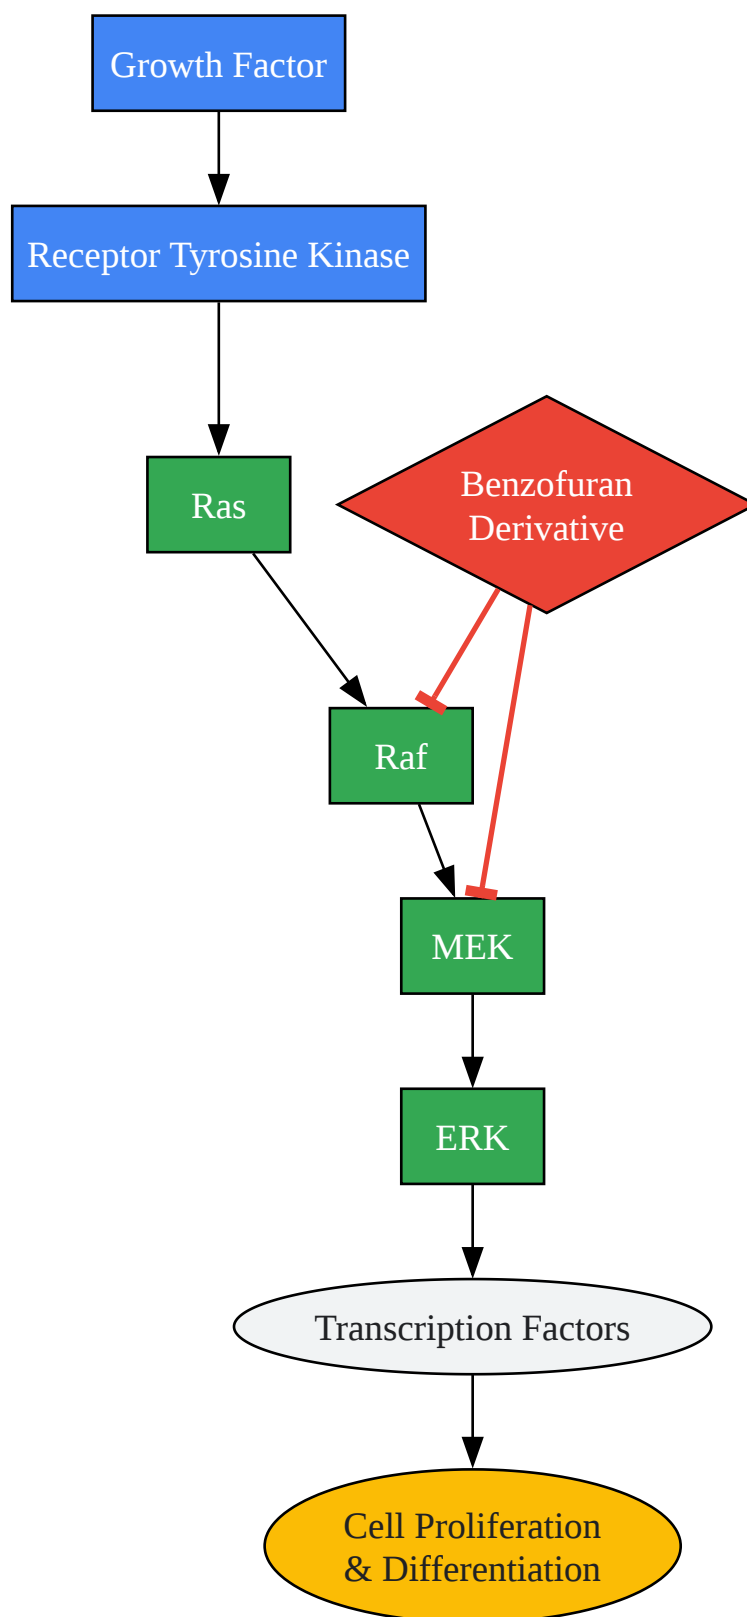 Growth Factor
Receptor Tyrosine Kinase
Ras
Benzofuran
Derivative
Raf
MEK
ERK
Transcription Factors
Cell Proliferation
& Differentiation